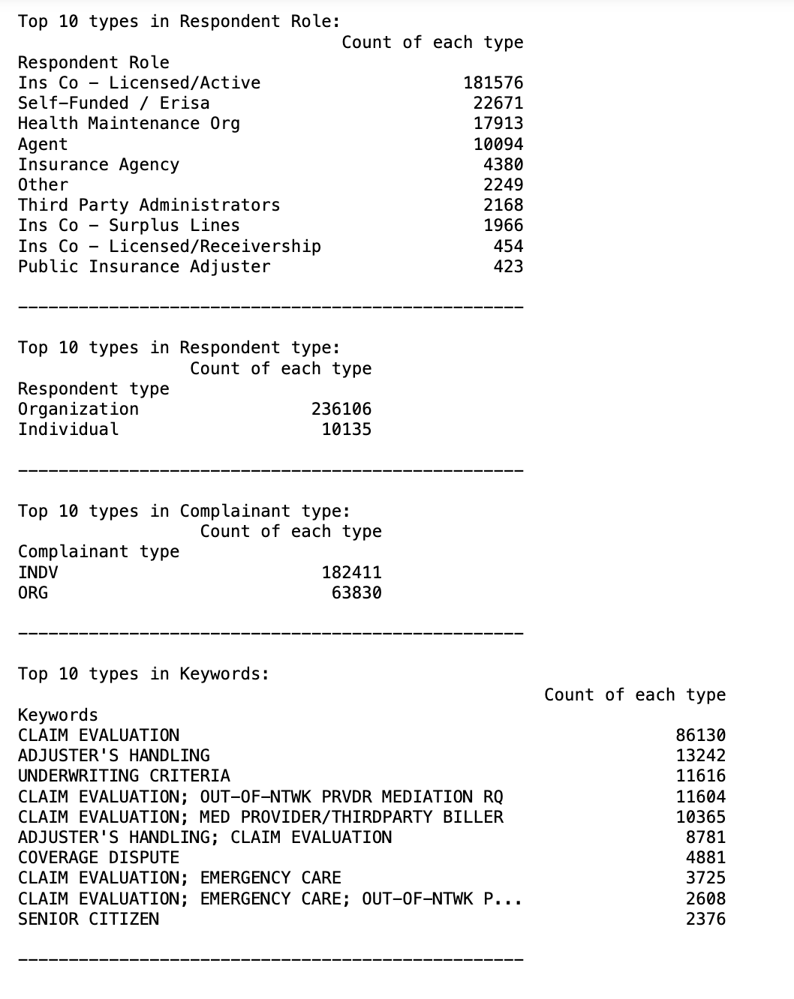 Top 10 types in Respondent Role:
Count of each type
Respondent Role
Ins Co – Licensed/Active 181576
Self–Funded / Erisa 22671
Health Maintenance Org 17913
Agent 10094
Insurance Agency 4380
Other 2249
Third Party Administrators 2168
Ins Co – Surplus Lines 1966
Ins Co – Licensed/Receivership 454
Public Insurance Adjuster 423
--------------------------------------------------
Top 10 types in Respondent type:
Count of each type
Respondent type
Organization 236106
Individual 10135
--------------------------------------------------
Top 10 types in Complainant type:
Count of each type
Complainant type
INDV 182411
ORG 63830
--------------------------------------------------
Top 10 types in Keywords:
Count of each type
Keywords
CLAIM EVALUATION 86130
ADJUSTER'S HANDLING 13242
UNDERWRITING CRITERIA 11616
CLAIM EVALUATION; OUT–OF–NTWK PRVDR MEDIATION RQ 11604
CLAIM EVALUATION; MED PROVIDER/THIRDPARTY BILLER 10365
ADJUSTER'S HANDLING; CLAIM EVALUATION 8781
COVERAGE DISPUTE 4881
CLAIM EVALUATION; EMERGENCY CARE 3725
CLAIM EVALUATION; EMERGENCY CARE; OUT–OF–NTWK P... 2608
SENIOR CITIZEN 2376
--------------------------------------------------